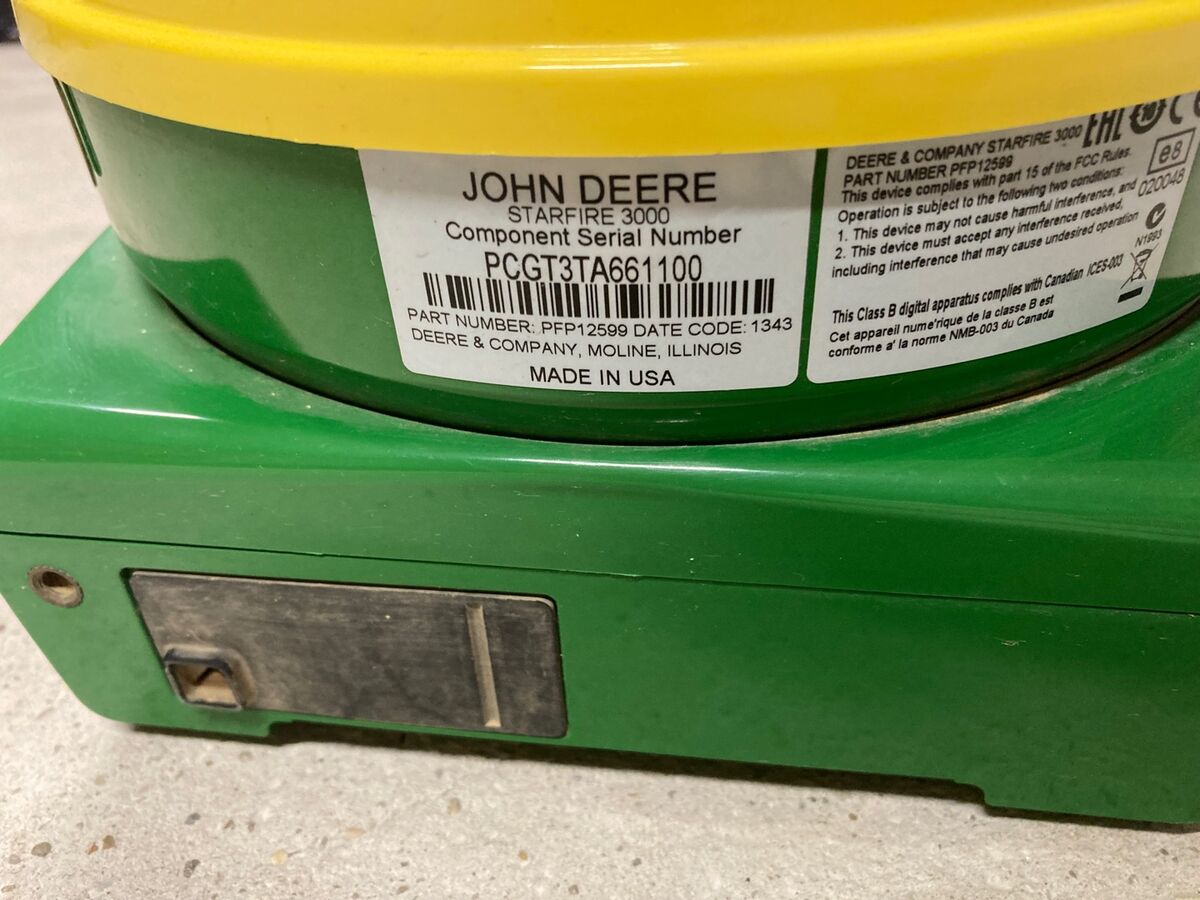 JOHN DEERE
STARFIRE 3000
Component Serial Number
PCGT3TA661100
PART NUMBER: PFP12599 DATE CODE: 1343
DEERE & COMPANY, MOLINE, ILLINOIS
MADE IN USA
DEERE & COMPANY STARFIRE 3000
PART NUMBER PFP12599
This device complies with part 15 of the FCC Rules.
Operation is subject to the following two conditions:
1. This device may not cause harmful interference, and
2. This device must accept any interference received,
including interference that may cause undesired operation
This Class B digital apparatus complies with Canadian ICES-003
Cet appareil nume'rique de la classe B est
conforme a' la norme NMB-003 du Canada
EAC
10
e8
020048
N1993